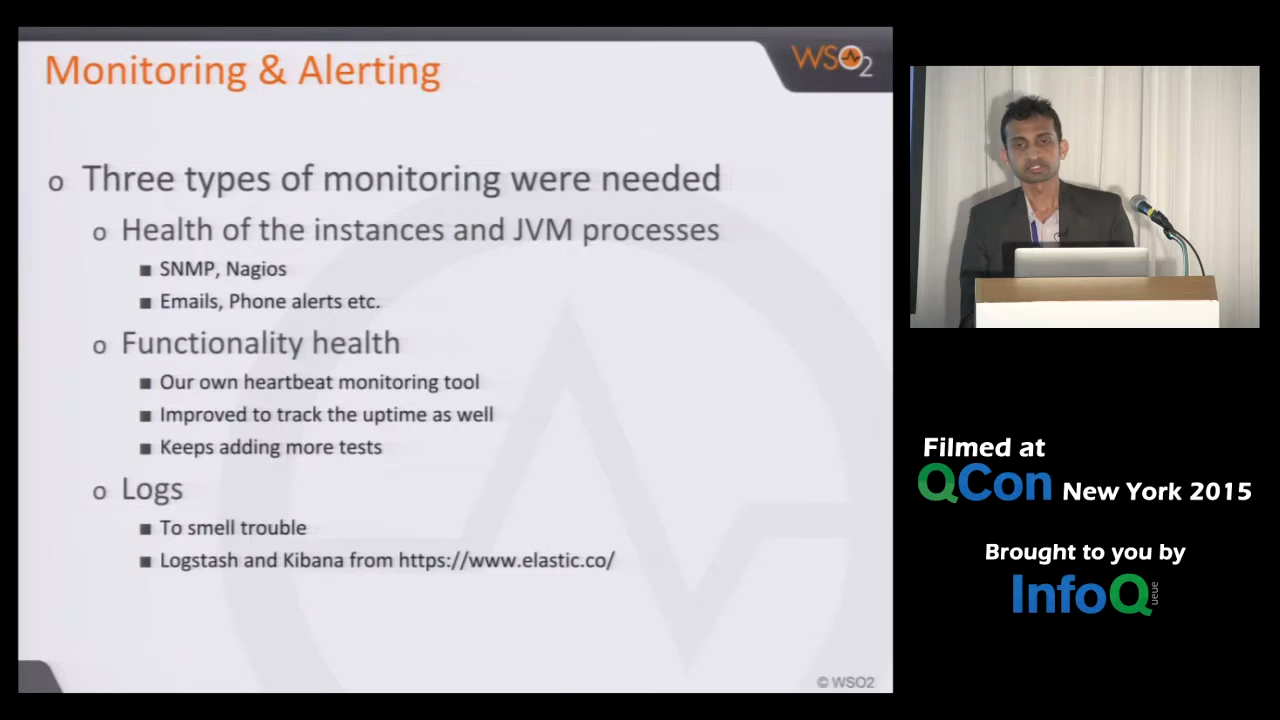 Monitoring & Alerting
WSO2
o Three types of monitoring were needed
o Health of the instances and JVM processes
■ SNMP, Nagios
■ Emails, Phone alerts etc.
o Functionality health
■ Our own heartbeat monitoring tool
■ Improved to track the uptime as well
■ Keeps adding more tests
o Logs
■ To smell trouble
■ Logstash and Kibana from https://www.elastic.co/
© WSO2
Filmed at
QCon New York 2015
Brought to you by
InfoQueue